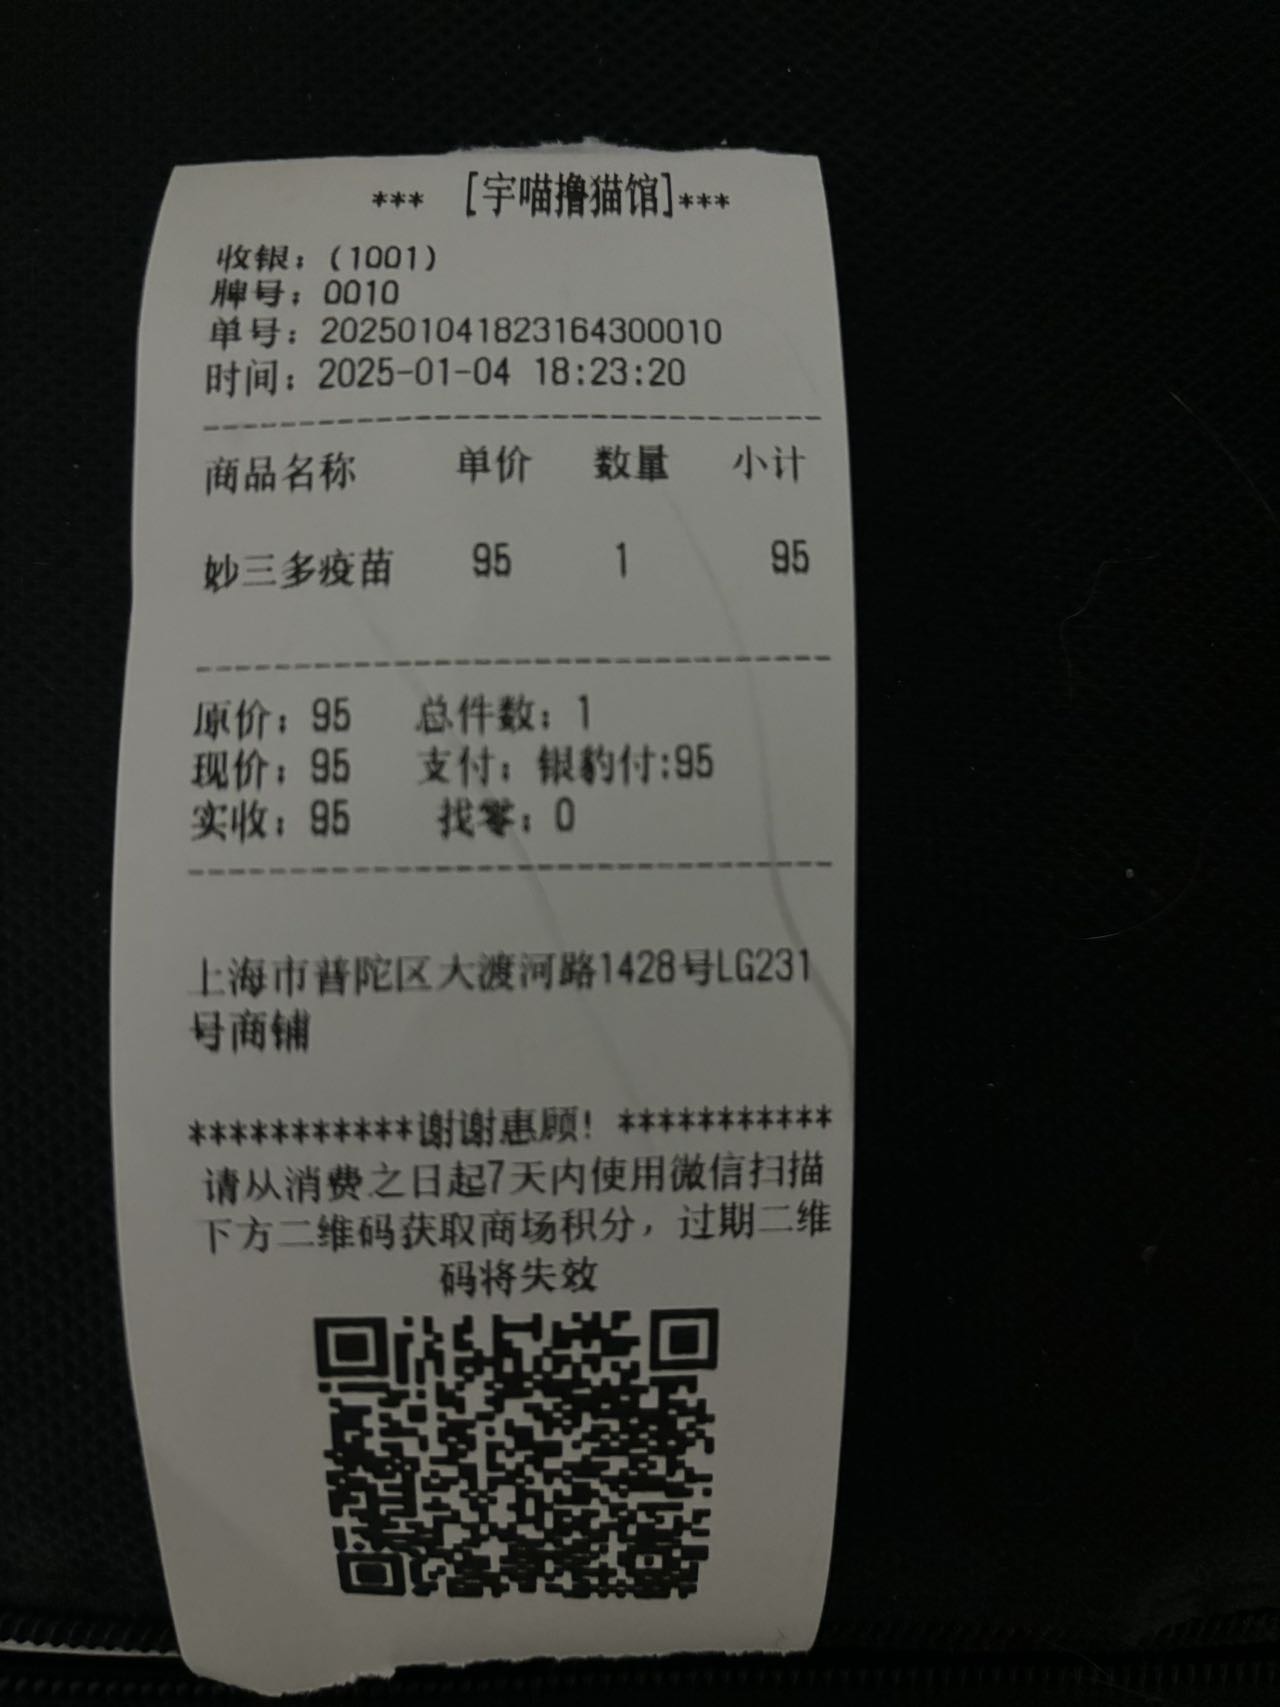 *** [宇喵撸猫馆]***
收银：(1001)
牌号：0010
单号：202501041823164300010
时间：2025-01-04 18:23:20
商品名称 单价 数量 小计
妙三多疫苗 95 1 95
原价：95 总件数：1
现价：95 支付：银豹付:95
实收：95 找零：0
上海市普陀区大渡河路1428号LG231
号商铺
***********谢谢惠顾! ***********
请从消费之日起7天内使用微信扫描
下方二维码获取商场积分，过期二维
码将失效